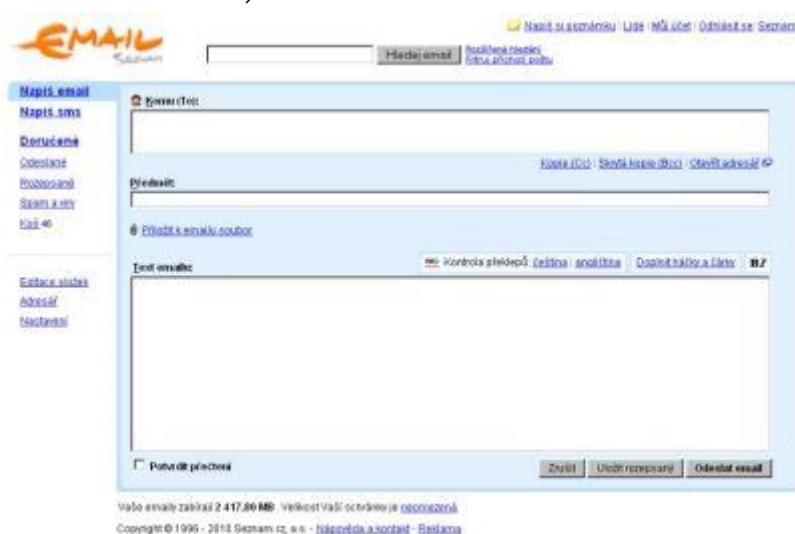 Napiš si poznámku | Lidé | Můj účet | Odhlásit se Seznam
EMAIL
SEZNAM
Hledej email
Rozšířené hledání
Filtruj příchozí poštu
Napiš email
Napiš sms
Doručené
Odeslané
Rozepsané
Spam a viry
Koš
Editace složek
Adresář
Nastavení
Komu (To):
Kopie (Cc) | Skrytá kopie (Bcc) | Otevřít adresář
Předmět:
Přiložit k emailu soubor
Text emailu:
Kontrola překlepů: čeština | angličtina
Doplnit háčky a čárky
B I
Potvrdit přečtení
Zrušit
Uložit rozepsaný
Odeslat email
Vaše emaily zabírají 2 417,80 MB. Velikost Vaší schránky je neomezená.
Copyright © 1996 - 2010 Seznam.cz, a.s. - Nápověda a kontakt - Reklama